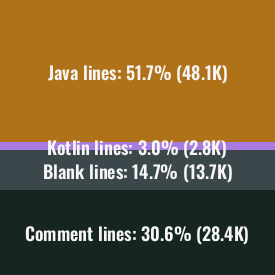 Java lines: 51.7% (48.1K)
Kotlin lines: 3.0% (2.8K)
Blank lines: 14.7% (13.7K)
Comment lines: 30.6% (28.4K)